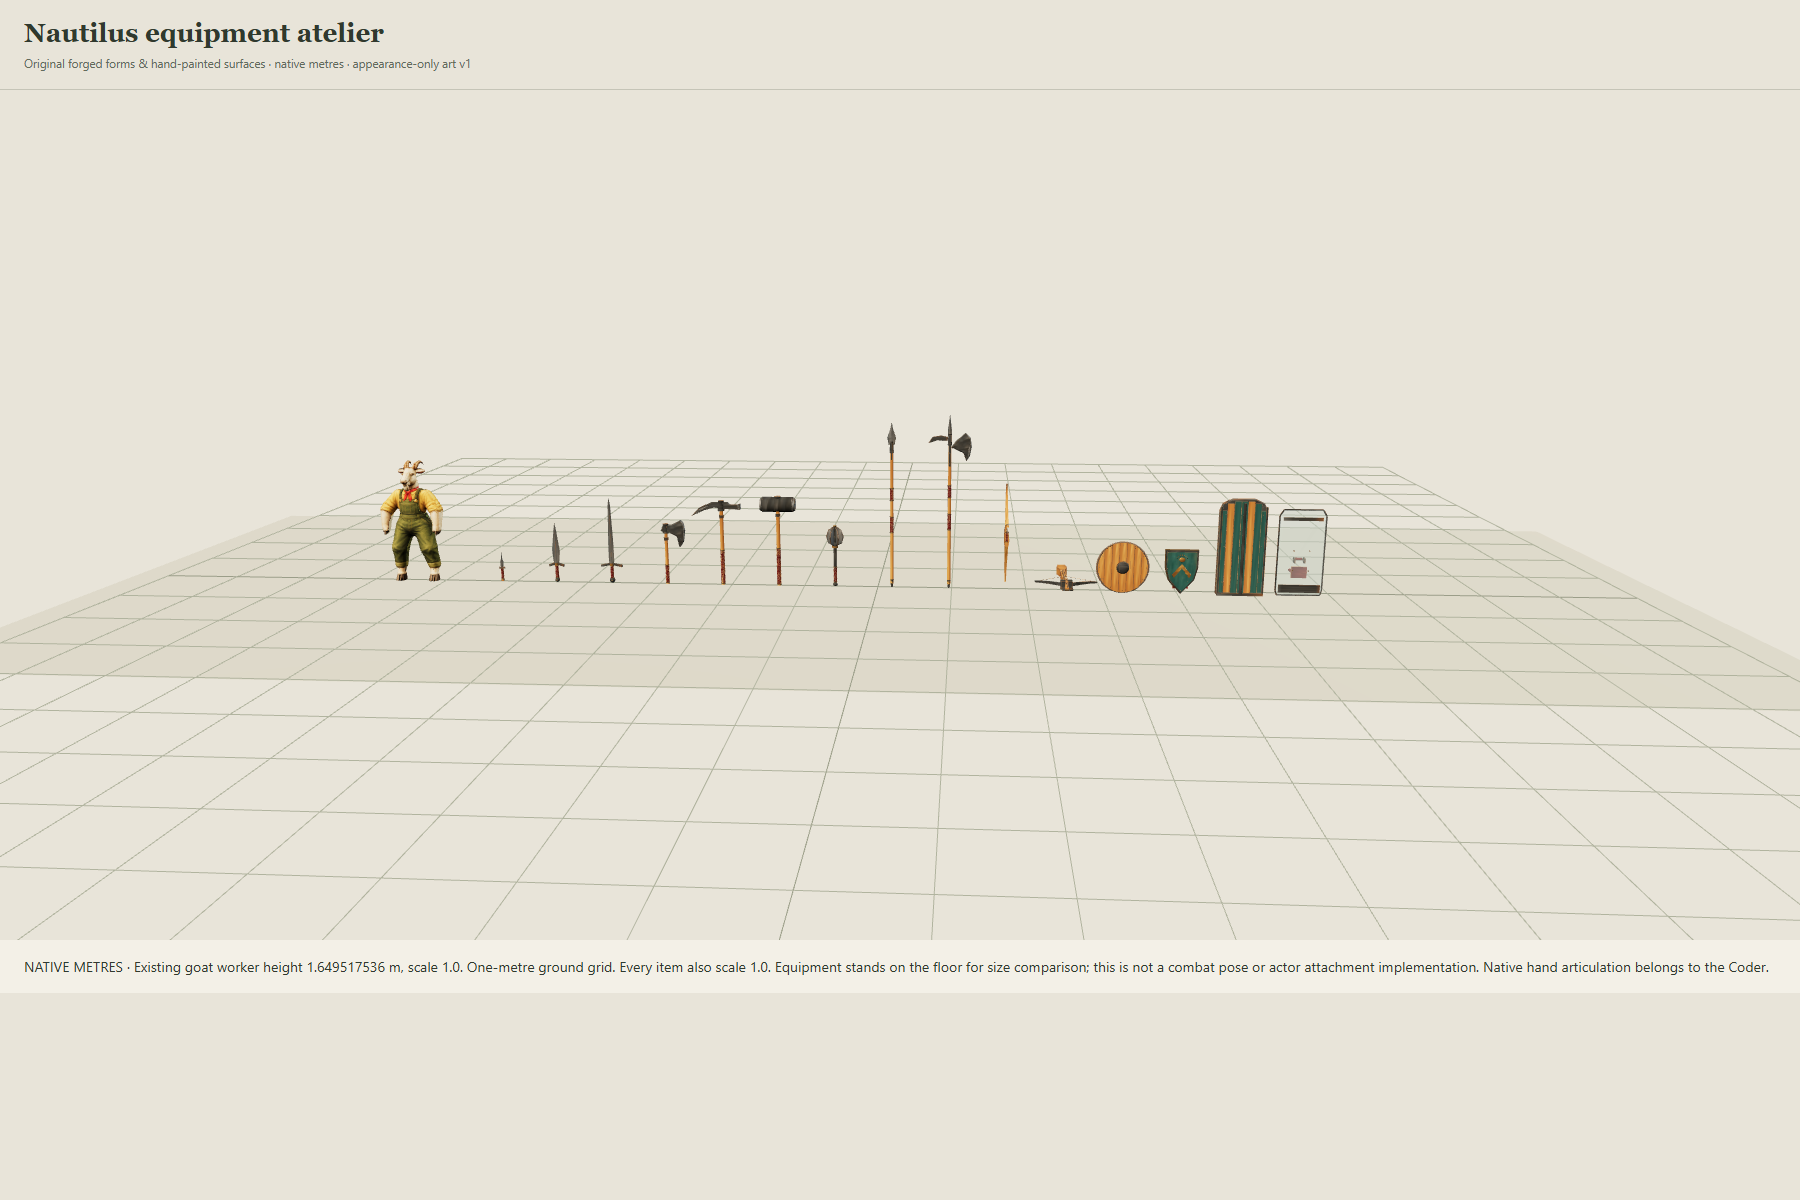 Nautilus equipment atelier
Original forged forms & hand-painted surfaces · native metres · appearance-only art v1
NATIVE METRES · Existing goat worker height 1.649517536 m, scale 1.0. One-metre ground grid. Every item also scale 1.0. Equipment stands on the floor for size comparison; this is not a combat pose or actor attachment implementation. Native hand articulation belongs to the Coder.